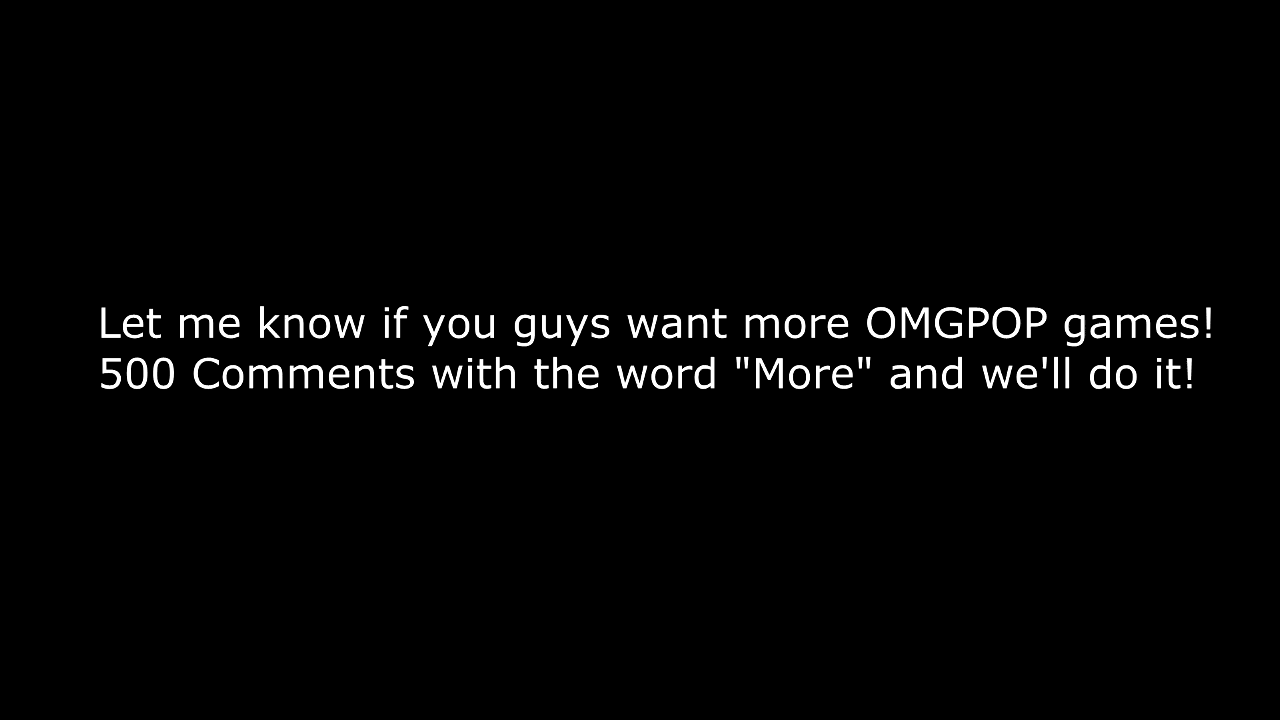 Let me know if you guys want more OMGPOP games!
500 Comments with the word "More" and we'll do it!